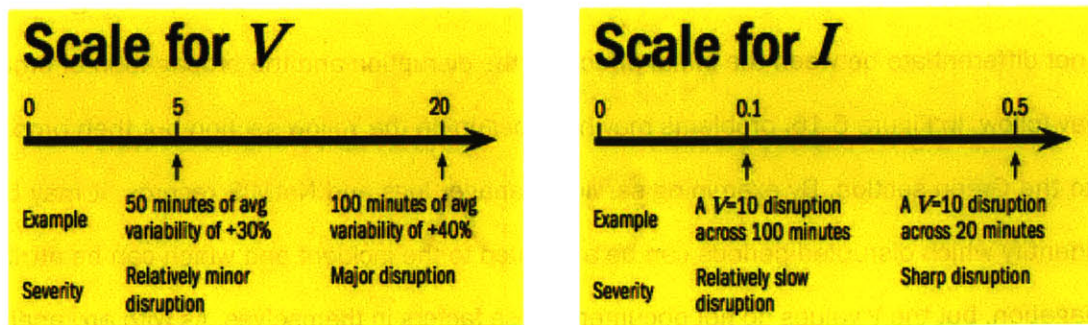 Scale for V
0 5 20
Example
50 minutes of avg
variability of +30%
100 minutes of avg
variability of +40%
Severity
Relatively minor
disruption
Major disruption
Scale for I
0 0.1 0.5
Example
A V=10 disruption
across 100 minutes
A V=10 disruption
across 20 minutes
Severity
Relatively slow
disruption
Sharp disruption